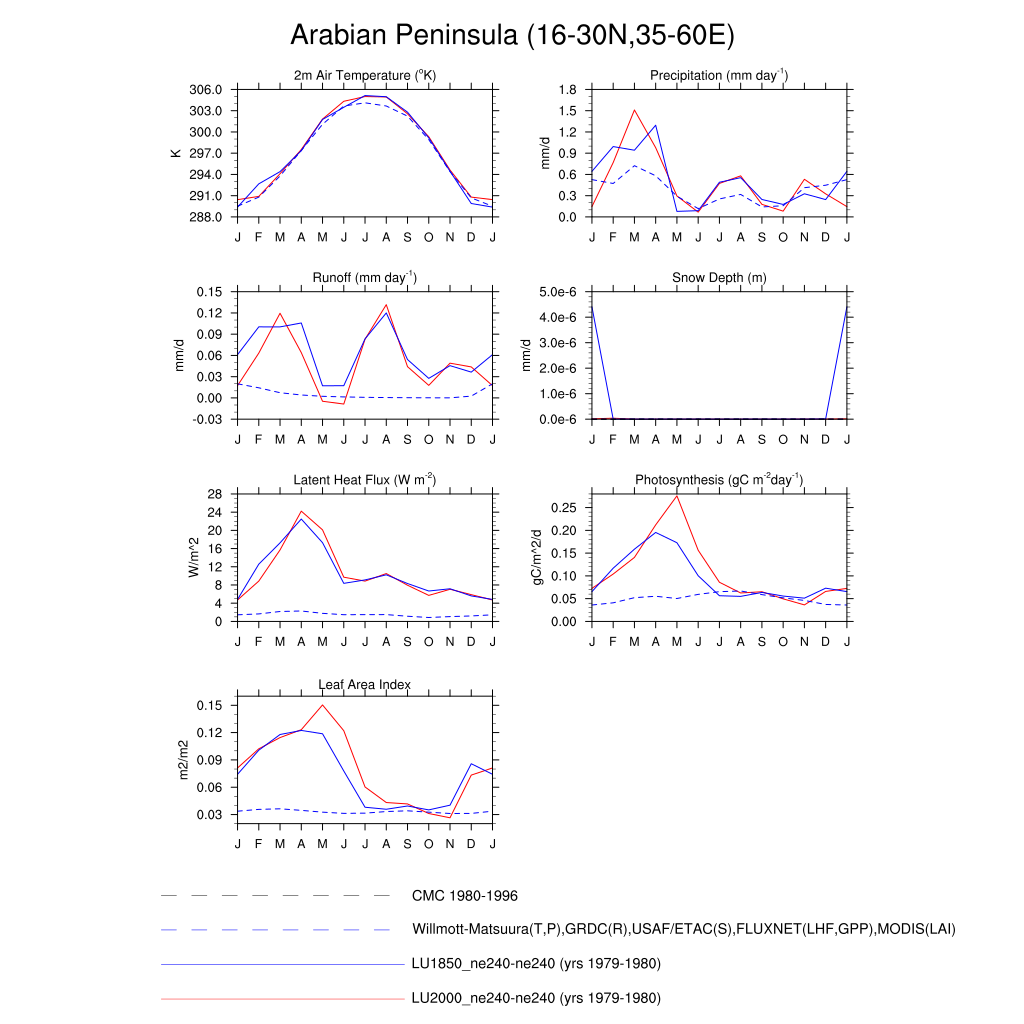 Arabian Peninsula (16-30N,35-60E)
2m Air Temperature (°K)
K
306.0
303.0
300.0
297.0
294.0
291.0
288.0
J F M A M J J A S O N D J
Precipitation (mm day-1)
mm/d
1.8
1.5
1.2
0.9
0.6
0.3
0.0
J F M A M J J A S O N D J
Runoff (mm day-1)
mm/d
0.15
0.12
0.09
0.06
0.03
0.00
-0.03
J F M A M J J A S O N D J
Snow Depth (m)
mm/d
5.0e-6
4.0e-6
3.0e-6
2.0e-6
1.0e-6
0.0e-6
J F M A M J J A S O N D J
Latent Heat Flux (W m-2)
W/m^2
28
24
20
16
12
8
4
0
J F M A M J J A S O N D J
Photosynthesis (gC m-2day-1)
gC/m^2/d
0.25
0.20
0.15
0.10
0.05
0.00
J F M A M J J A S O N D J
Leaf Area Index
m2/m2
0.15
0.12
0.09
0.06
0.03
J F M A M J J A S O N D J
CMC 1980-1996
Willmott-Matsuura(T,P),GRDC(R),USAF/ETAC(S),FLUXNET(LHF,GPP),MODIS(LAI)
LU1850_ne240-ne240 (yrs 1979-1980)
LU2000_ne240-ne240 (yrs 1979-1980)